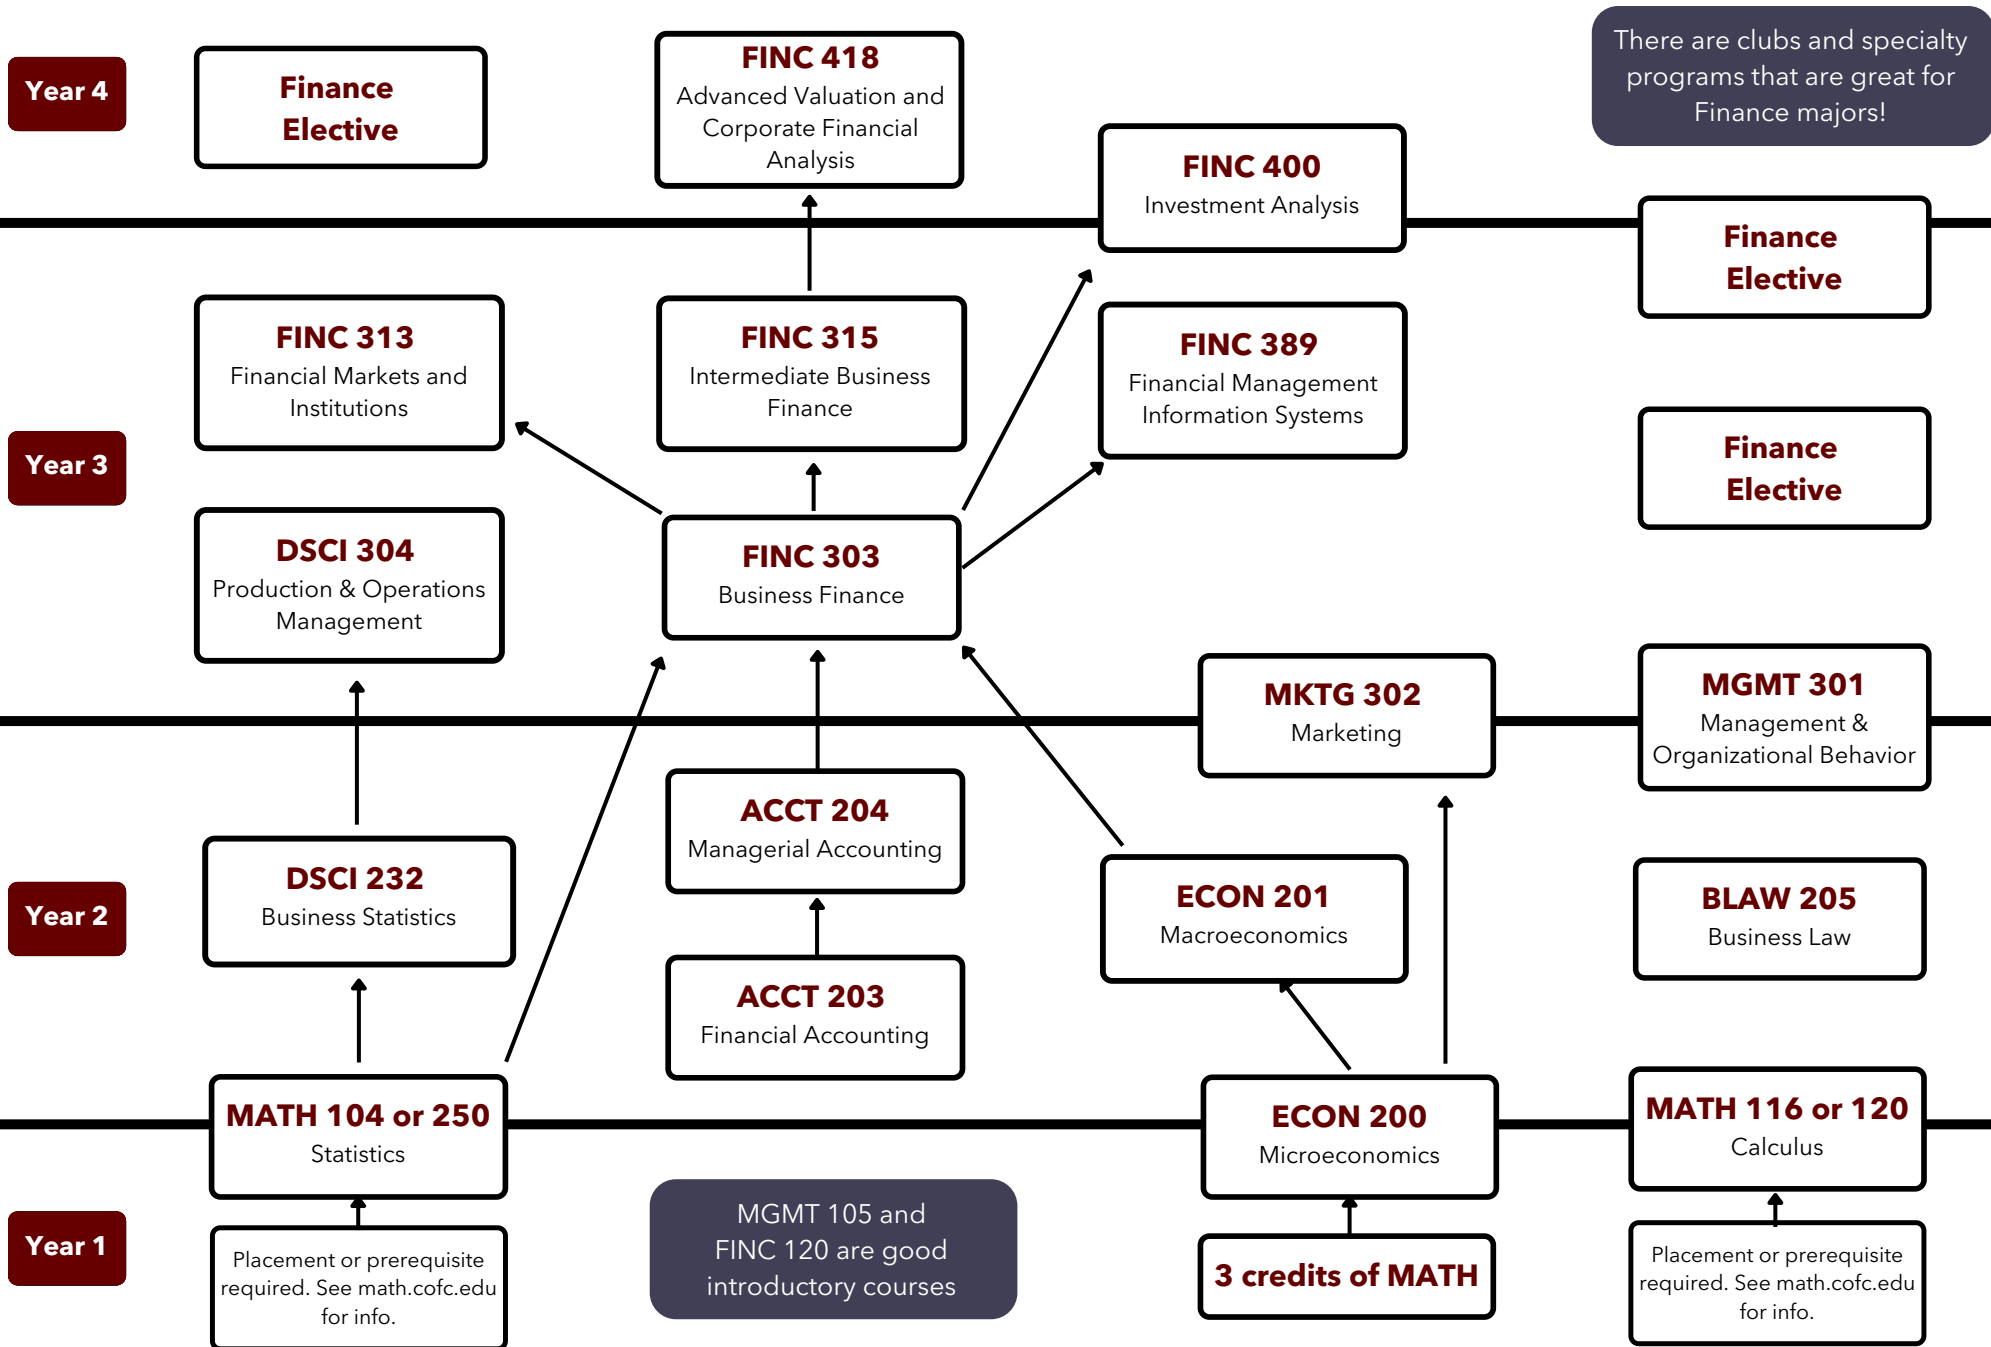 Year 4
Finance
Elective
FINC 418
Advanced Valuation and
Corporate Financial
Analysis
FINC 400
Investment Analysis
There are clubs and specialty
programs that are great for
Finance majors!
Finance
Elective
Year 3
FINC 313
Financial Markets and
Institutions
FINC 315
Intermediate Business
Finance
FINC 389
Financial Management
Information Systems
Finance
Elective
DSCI 304
Production & Operations
Management
FINC 303
Business Finance
MKTG 302
Marketing
MGMT 301
Management &
Organizational Behavior
Year 2
DSCI 232
Business Statistics
ACCT 204
Managerial Accounting
ECON 201
Macroeconomics
BLAW 205
Business Law
ACCT 203
Financial Accounting
MATH 104 or 250
Statistics
ECON 200
Microeconomics
MATH 116 or 120
Calculus
Year 1
Placement or prerequisite
required. See math.cofc.edu
for info.
MGMT 105 and
FINC 120 are good
introductory courses
3 credits of MATH
Placement or prerequisite
required. See math.cofc.edu
for info.